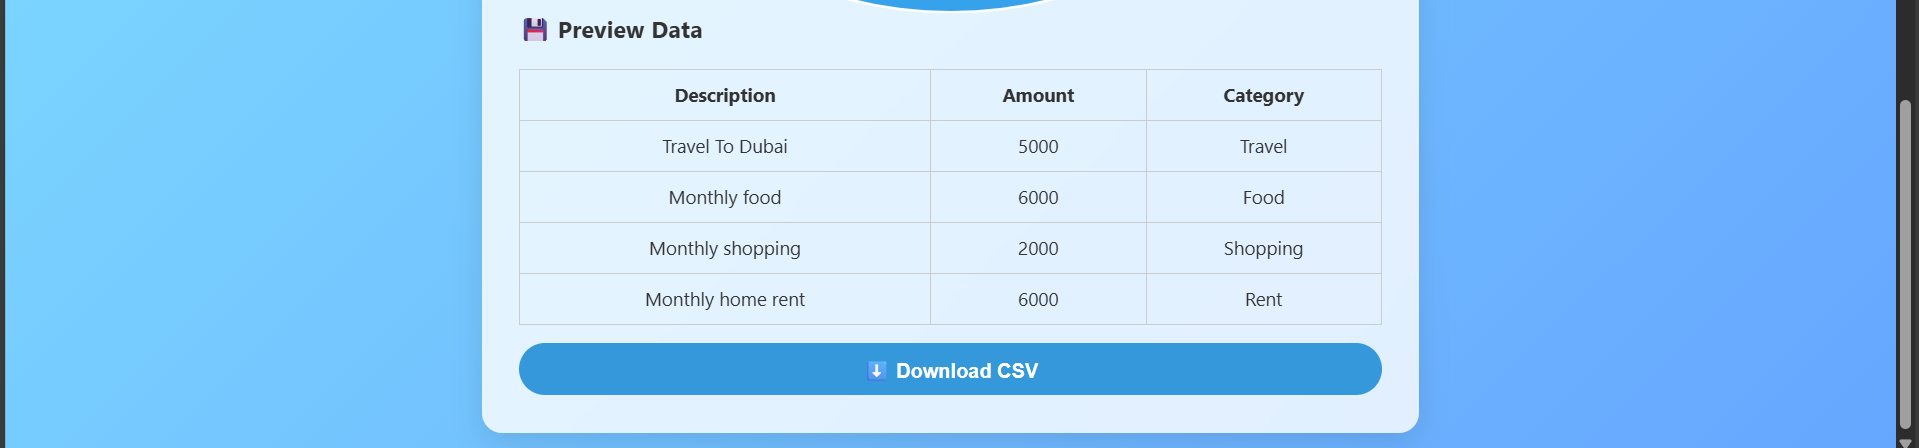 Preview Data
Description Amount Category
Travel To Dubai 5000 Travel
Monthly food 6000 Food
Monthly shopping 2000 Shopping
Monthly home rent 6000 Rent
Download CSV